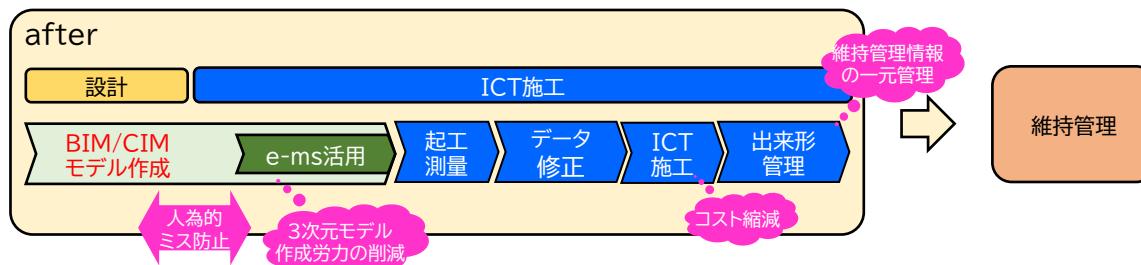 after
設計
ICT施工
維持管理情報
の一元管理
BIM/CIM
モデル作成
e-ms活用
起工
測量
データ
修正
ICT
施工
出来形
管理
維持管理
人為的
ミス防止
3次元モデル
作成労力の削減
コスト縮減